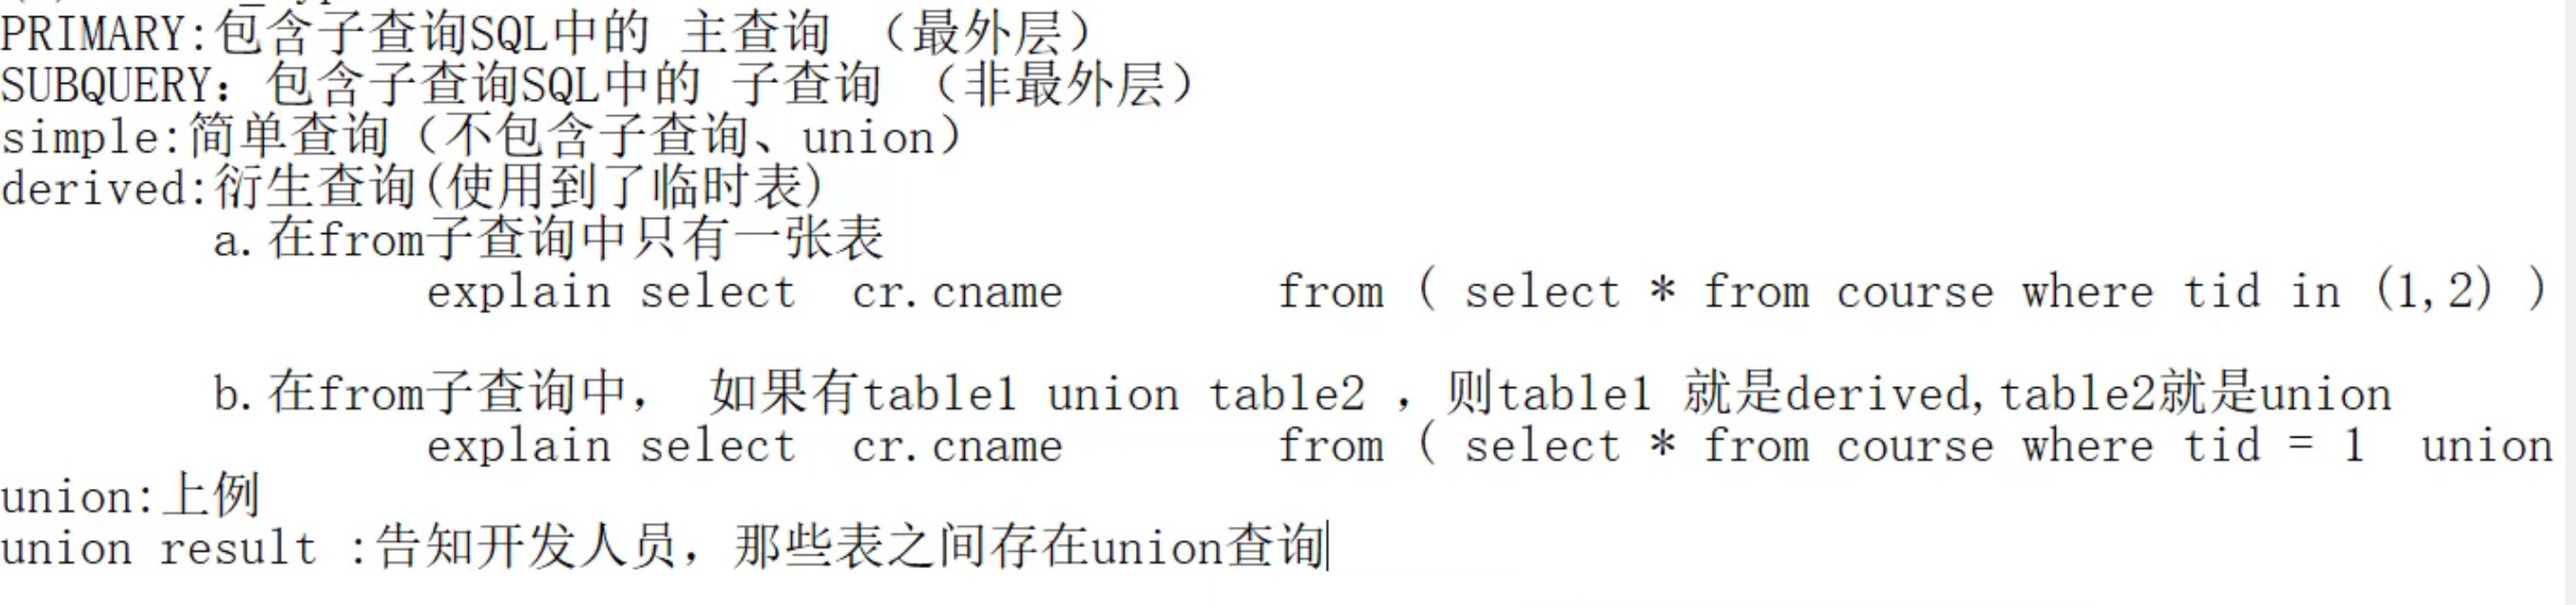 PRIMARY:包含子查询SQL中的 主查询 （最外层）
SUBQUERY：包含子查询SQL中的 子查询 （非最外层）
simple:简单查询（不包含子查询、union）
derived:衍生查询(使用到了临时表)
a.在from子查询中只有一张表
explain select cr.cname from ( select * from course where tid in (1,2) )
b.在from子查询中， 如果有table1 union table2 ，则table1 就是derived,table2就是union
explain select cr.cname from ( select * from course where tid = 1 union
union:上例
union result :告知开发人员，那些表之间存在union查询